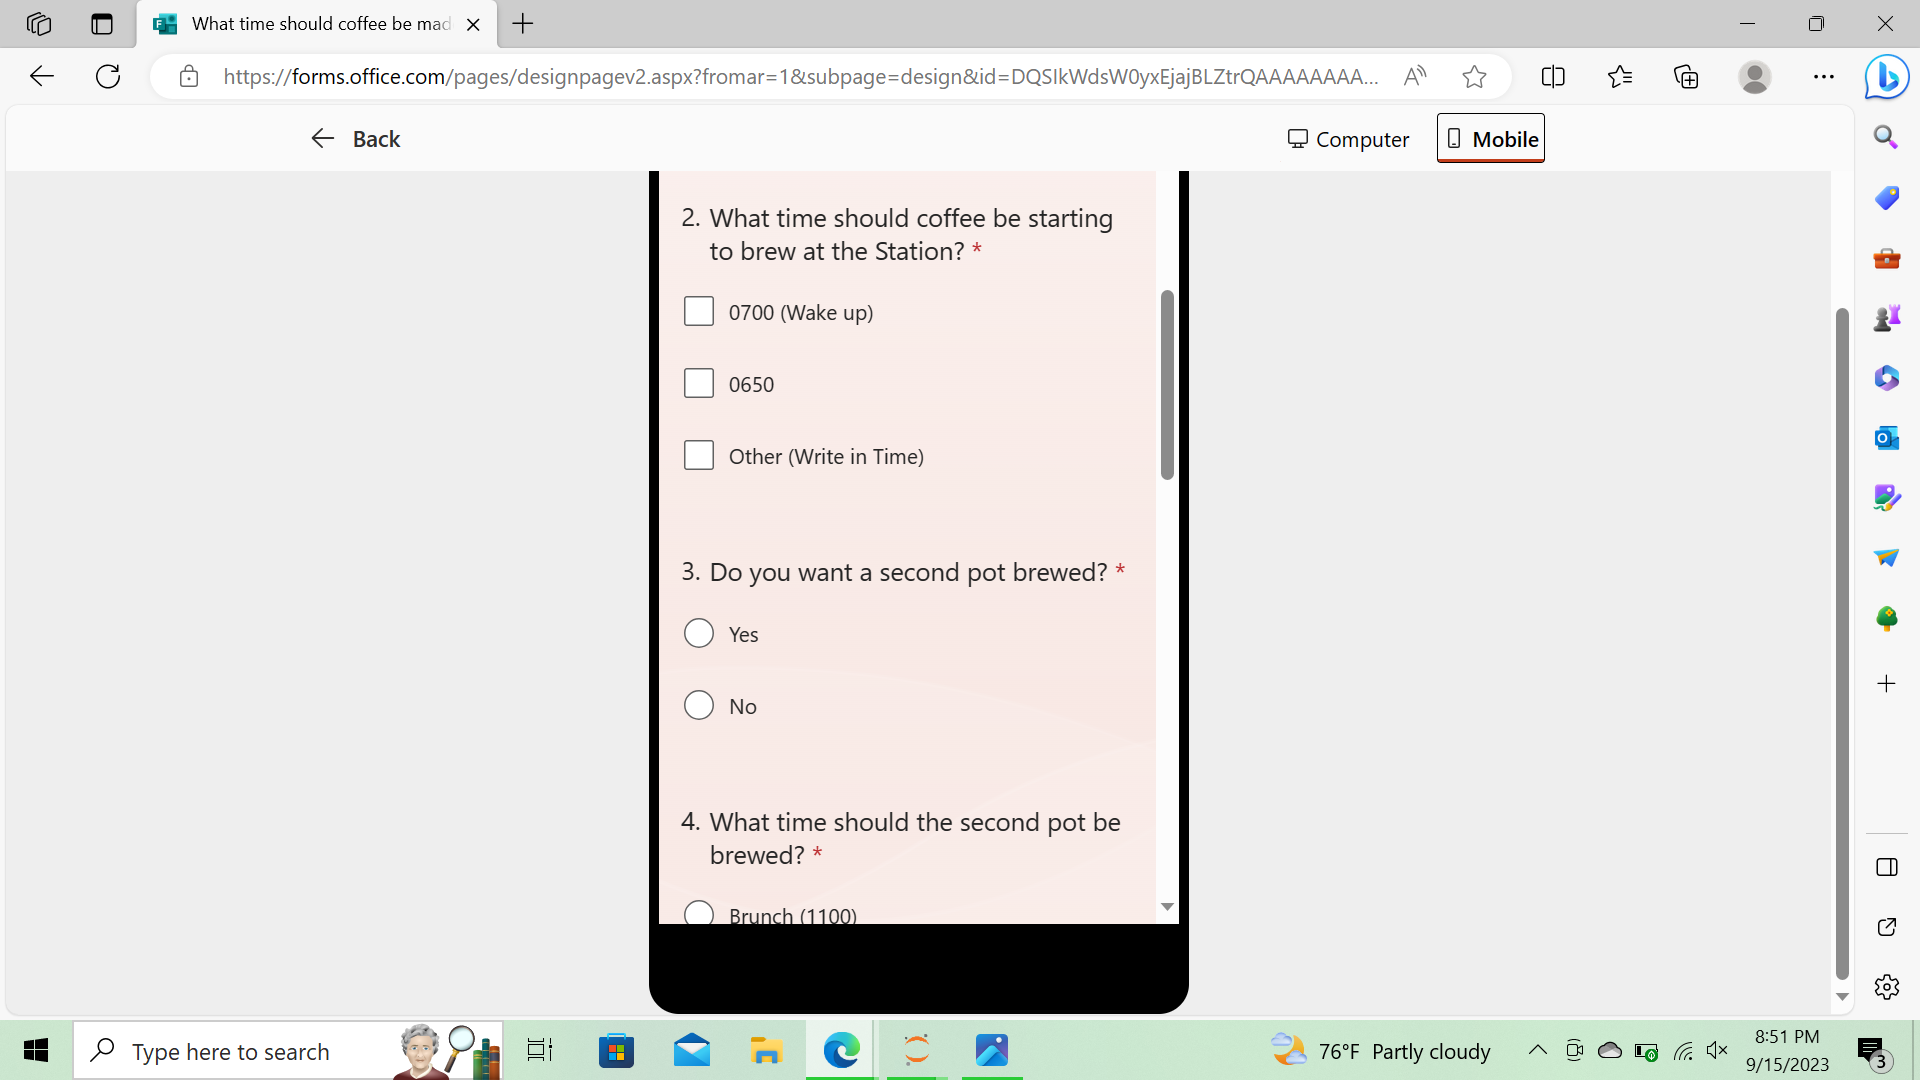 What time should coffee be mad
https://forms.office.com/pages/designpagev2.aspx?fromar=1&subpage=design&id=DQSIkWdsW0yxEjajBLZtrQAAAAAAAA...
Back
Computer
Mobile
2. What time should coffee be starting
to brew at the Station? *
0700 (Wake up)
0650
Other (Write in Time)
3. Do you want a second pot brewed? *
Yes
No
4. What time should the second pot be
brewed? *
Brunch (1100)
Type here to search
76°F Partly cloudy
8:51 PM
9/15/2023
3